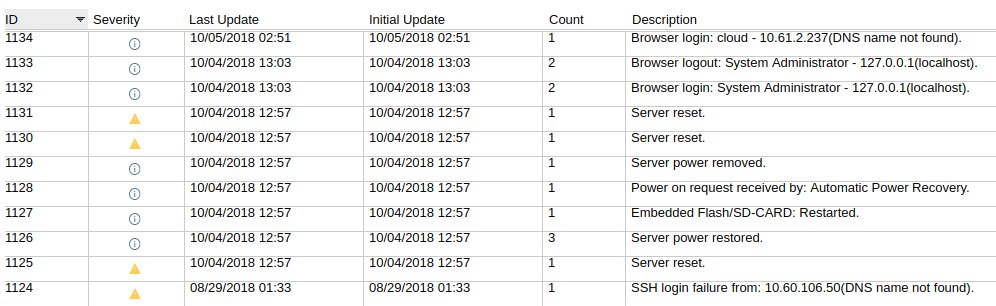 ID Severity Last Update Initial Update Count Description
1134 10/05/2018 02:51 10/05/2018 02:51 1 Browser login: cloud - 10.61.2.237(DNS name not found).
1133 10/04/2018 13:03 10/04/2018 13:03 2 Browser logout: System Administrator - 127.0.0.1(localhost).
1132 10/04/2018 13:03 10/04/2018 13:03 2 Browser login: System Administrator - 127.0.0.1(localhost).
1131 10/04/2018 12:57 10/04/2018 12:57 1 Server reset.
1130 10/04/2018 12:57 10/04/2018 12:57 1 Server reset.
1129 10/04/2018 12:57 10/04/2018 12:57 1 Server power removed.
1128 10/04/2018 12:57 10/04/2018 12:57 1 Power on request received by: Automatic Power Recovery.
1127 10/04/2018 12:57 10/04/2018 12:57 1 Embedded Flash/SD-CARD: Restarted.
1126 10/04/2018 12:57 10/04/2018 12:57 3 Server power restored.
1125 10/04/2018 12:57 10/04/2018 12:57 1 Server reset.
1124 08/29/2018 01:33 08/29/2018 01:33 1 SSH login failure from: 10.60.106.50(DNS name not found).